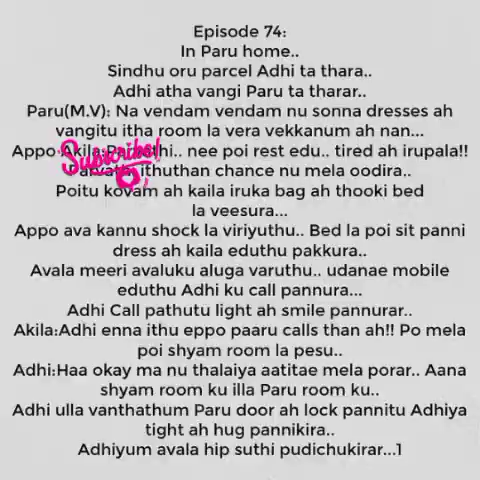 Episode 74:
In Paru home..
Sindhu oru parcel Adhi ta thara..
Adhi atha vangi Paru ta tharar..
Paru(M.V): Na vendam vendam nu sonna dresses ah
vangitu itha room la vera vekkanum ah nan...
Appo Akila: .. nee poi rest edu.. tired ah irupala!!
Subscribe!
ithuthan chance nu mela oodira..
Poitu kovam ah kaila iruka bag ah thooki bed
la veesura...
Appo ava kannu shock la viriyuthu.. Bed la poi sit panni
dress ah kaila eduthu pakkura..
Avala meeri avaluku aluga varuthu.. udanae mobile
eduthu Adhi ku call pannura...
Adhi Call pathutu light ah smile pannurar..
Akila:Adhi enna ithu eppo paaru calls than ah!! Po mela
poi shyam room la pesu..
Adhi:Haa okay ma nu thalaiya aatitae mela porar.. Aana
shyam room ku illa Paru room ku..
Adhi ulla vanthathum Paru door ah lock pannitu Adhiya
tight ah hug pannikira..
Adhiyum avala hip suthi pudichukirar...1